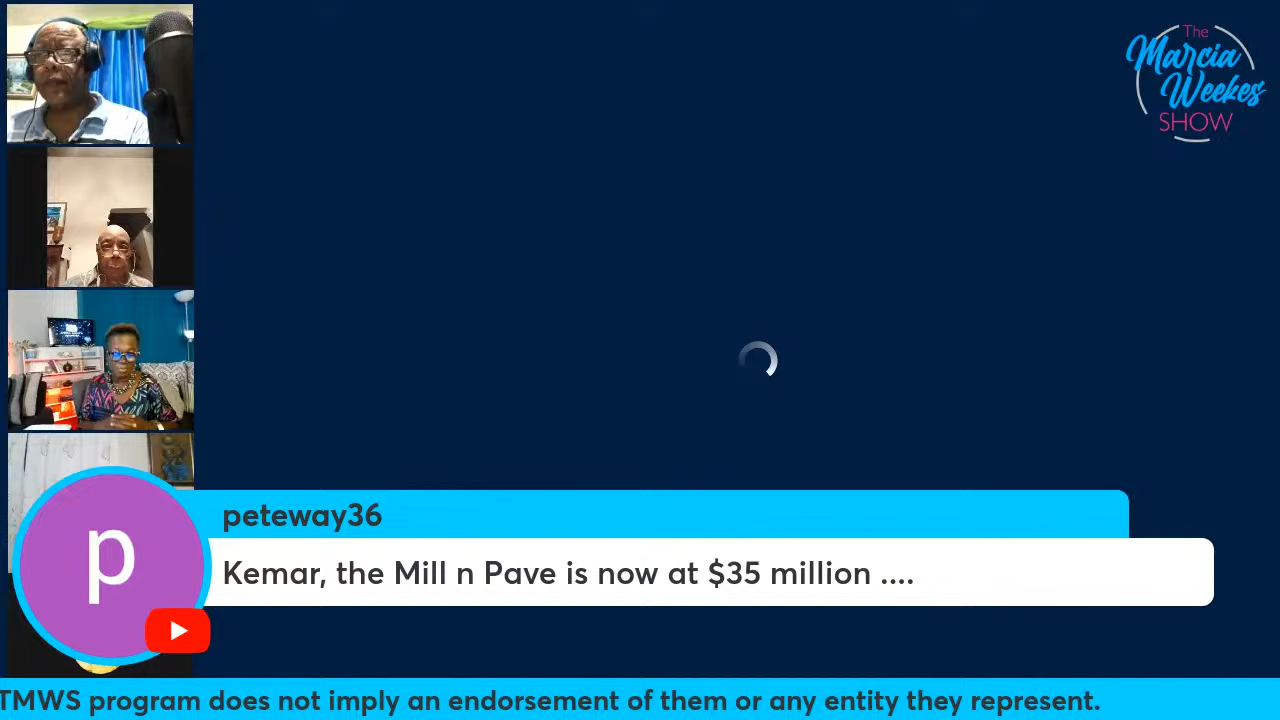 The
Marcia
Weekes
SHOW
p
peteway36
Kemar, the Mill n Pave is now at $35 million ....
TMWS program does not imply an endorsement of them or any entity they represent.